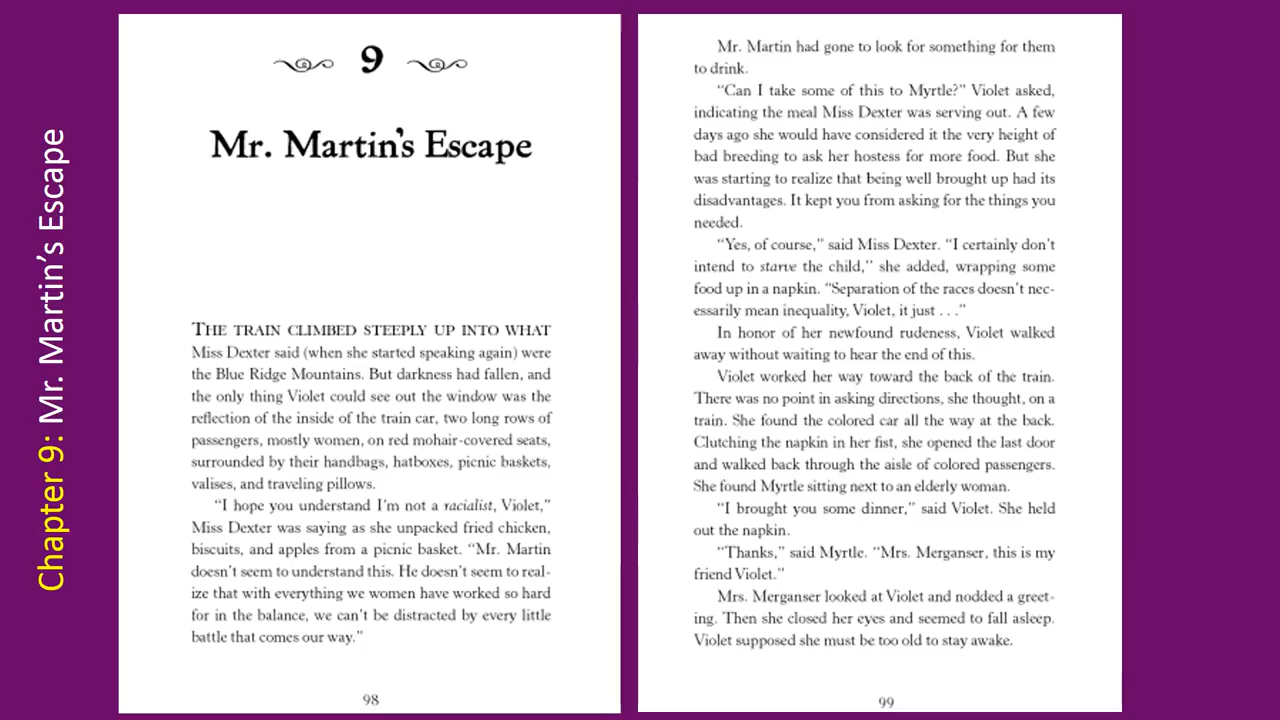 Chapter 9: Mr. Martin's Escape
9
Mr. Martin's Escape
THE TRAIN CLIMBED STEEPLY UP INTO WHAT
Miss Dexter said (when she started speaking again) were
the Blue Ridge Mountains. But darkness had fallen, and
the only thing Violet could see out the window was the
reflection of the inside of the train car, two long rows of
passengers, mostly women, on red mohair-covered seats,
surrounded by their handbags, hatboxes, picnic baskets,
valises, and traveling pillows.
"I hope you understand I'm not a racialist, Violet,"
Miss Dexter was saying as she unpacked fried chicken,
biscuits, and apples from a picnic basket. "Mr. Martin
doesn't seem to understand this. He doesn't seem to real-
ize that with everything we women have worked so hard
for in the balance, we can't be distracted by every little
battle that comes our way."
98
Mr. Martin had gone to look for something for them
to drink.
"Can I take some of this to Myrtle?" Violet asked,
indicating the meal Miss Dexter was serving out. A few
days ago she would have considered it the very height of
bad breeding to ask her hostess for more food. But she
was starting to realize that being well brought up had its
disadvantages. It kept you from asking for the things you
needed.
"Yes, of course," said Miss Dexter. "I certainly don't
intend to starve the child," she added, wrapping some
food up in a napkin. "Separation of the races doesn't nec-
essarily mean inequality, Violet, it just . . ."
In honor of her newfound rudeness, Violet walked
away without waiting to hear the end of this.
Violet worked her way toward the back of the train.
There was no point in asking directions, she thought, on a
train. She found the colored car all the way at the back.
Clutching the napkin in her fist, she opened the last door
and walked back through the aisle of colored passengers.
She found Myrtle sitting next to an elderly woman.
"I brought you some dinner," said Violet. She held
out the napkin.
"Thanks," said Myrtle. "Mrs. Merganser, this is my
friend Violet."
Mrs. Merganser looked at Violet and nodded a greet-
ing. Then she closed her eyes and seemed to fall asleep.
Violet supposed she must be too old to stay awake.
99